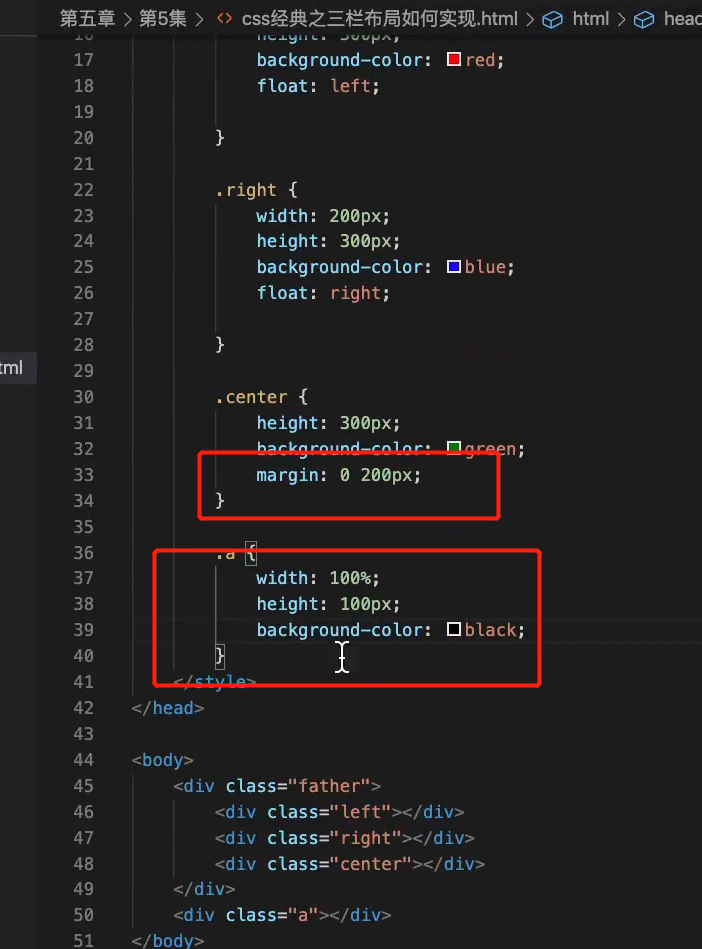 第五章 > 第5集 > <> css经典之三栏布局如何实现.html > html > head
16 height: 300px;
17 background-color: red;
18 float: left;
19
20 }
21
22 .right {
23 width: 200px;
24 height: 300px;
25 background-color: blue;
26 float: right;
27
28 }
29
30 .center {
31 height: 300px;
32 background-color: green;
33 margin: 0 200px;
34 }
35
36 .a {
37 width: 100%;
38 height: 100px;
tml
39 background-color: black;
40 }
41 </style>
42 </head>
43
44 <body>
45 <div class="father">
46 <div class="left"></div>
47 <div class="right"></div>
48 <div class="center"></div>
49 </div>
50 <div class="a"></div>
51 </body>